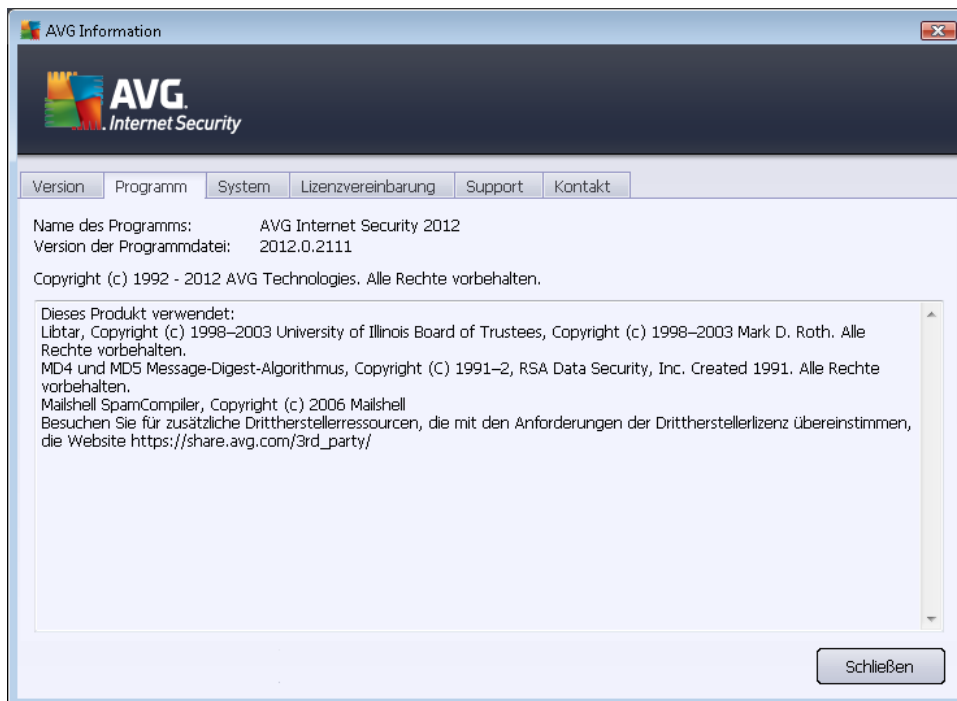 AVG Information
AVG.
Internet Security
Version Programm System Lizenzvereinbarung Support Kontakt
Name des Programms: AVG Internet Security 2012
Version der Programmdatei: 2012.0.2111
Copyright (c) 1992 - 2012 AVG Technologies. Alle Rechte vorbehalten.
Dieses Produkt verwendet:
Libtar, Copyright (c) 1998–2003 University of Illinois Board of Trustees, Copyright (c) 1998–2003 Mark D. Roth. Alle
Rechte vorbehalten.
MD4 und MD5 Message-Digest-Algorithmus, Copyright (C) 1991–2, RSA Data Security, Inc. Created 1991. Alle Rechte
vorbehalten.
Mailshell SpamCompiler, Copyright (c) 2006 Mailshell
Besuchen Sie für zusätzliche Drittherstellerressourcen, die mit den Anforderungen der Drittherstellerlizenz übereinstimmen,
die Website https://share.avg.com/3rd_party/
Schließen